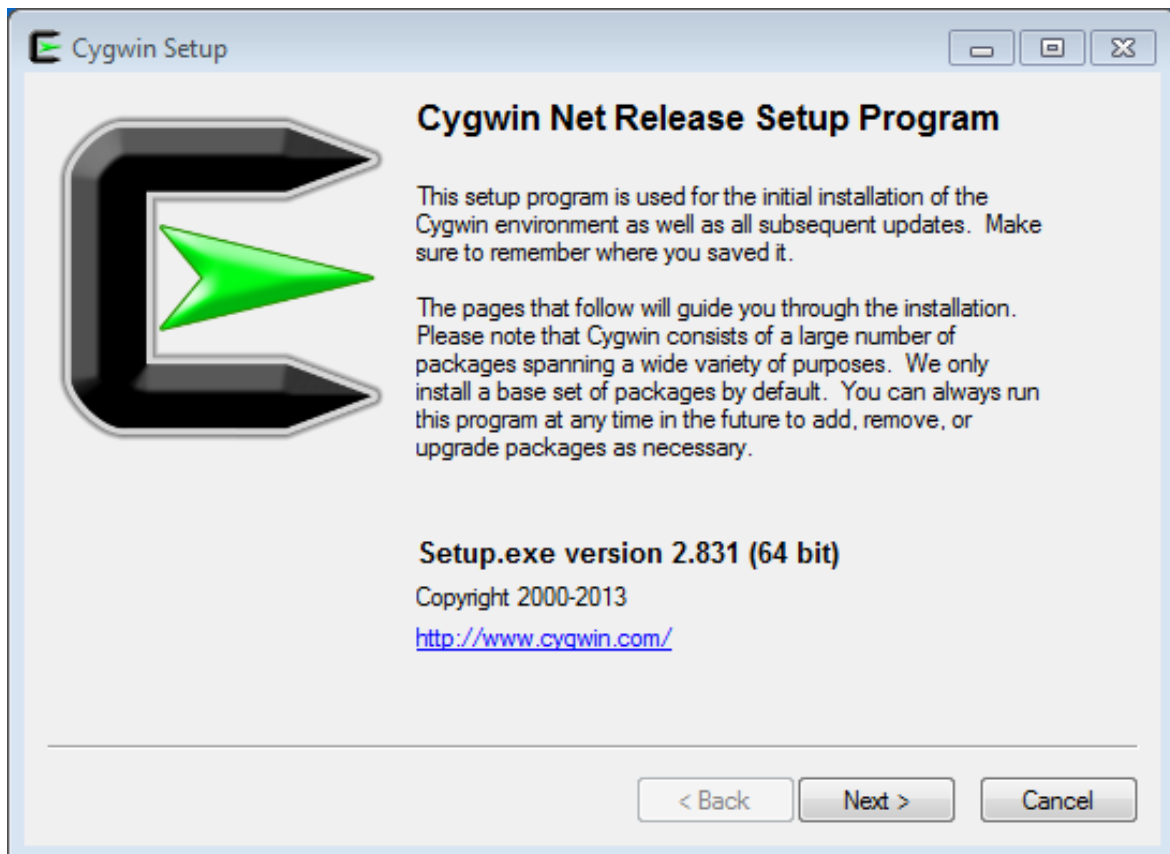 Cygwin Setup
Cygwin Net Release Setup Program
This setup program is used for the initial installation of the
Cygwin environment as well as all subsequent updates.  Make
sure to remember where you saved it.
The pages that follow will guide you through the installation.
Please note that Cygwin consists of a large number of
packages spanning a wide variety of purposes.  We only
install a base set of packages by default.  You can always run
this program at any time in the future to add, remove, or
upgrade packages as necessary.
Setup.exe version 2.831 (64 bit)
Copyright 2000-2013
http://www.cygwin.com/
< Back
Next >
Cancel